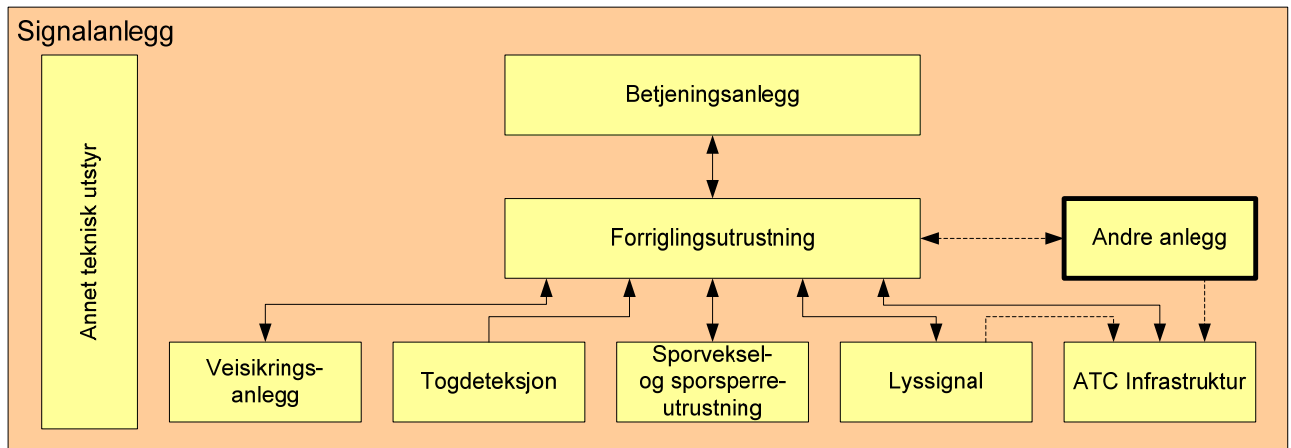 Signalanlegg
Annet teknisk utstyr
Betjeningsanlegg
Forriglingsutrustning
Andre anlegg
Veisikrings-
anlegg
Togdeteksjon
Sporveksel-
og sporsperre-
utrustning
Lyssignal
ATC Infrastruktur